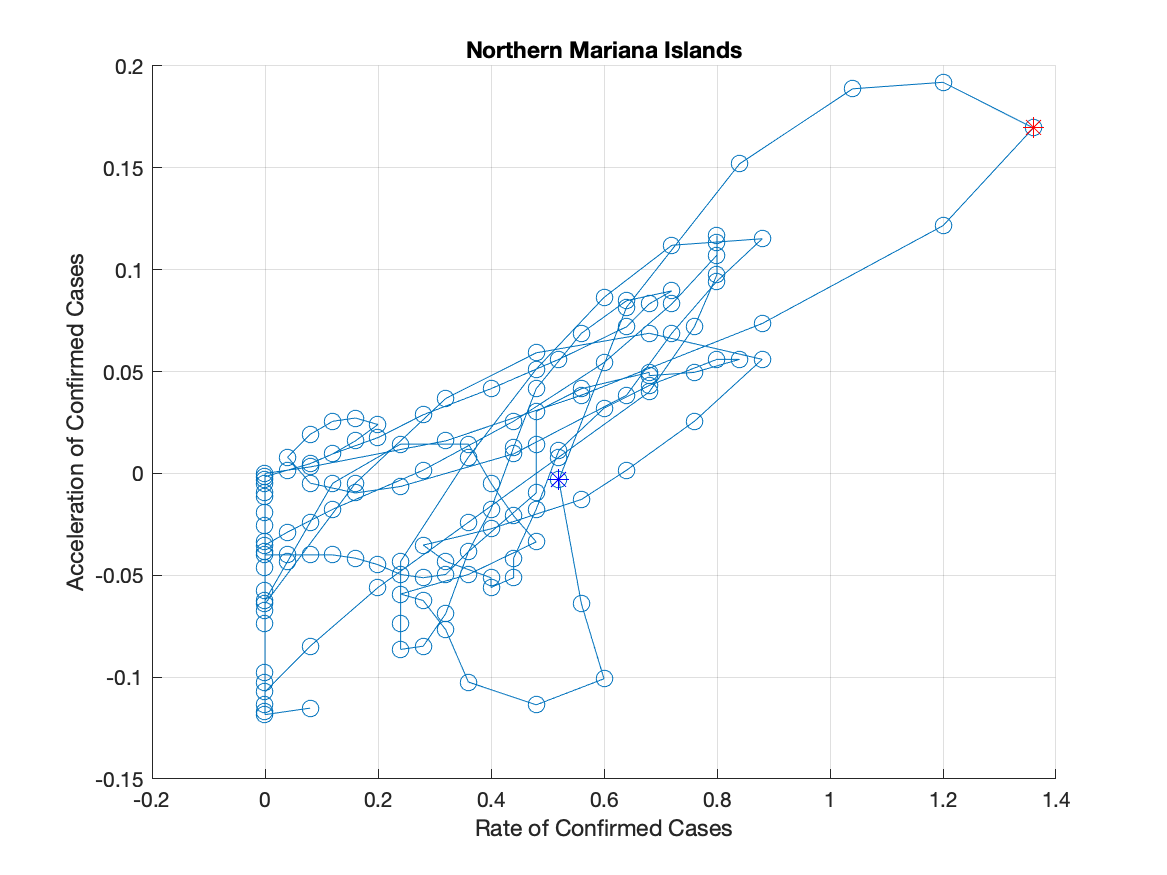 Northern Mariana Islands
0.2
0.15
0.1
0.05
0
-0.05
-0.1
-0.15
Acceleration of Confirmed Cases
-0.2 0 0.2 0.4 0.6 0.8 1 1.2 1.4
Rate of Confirmed Cases